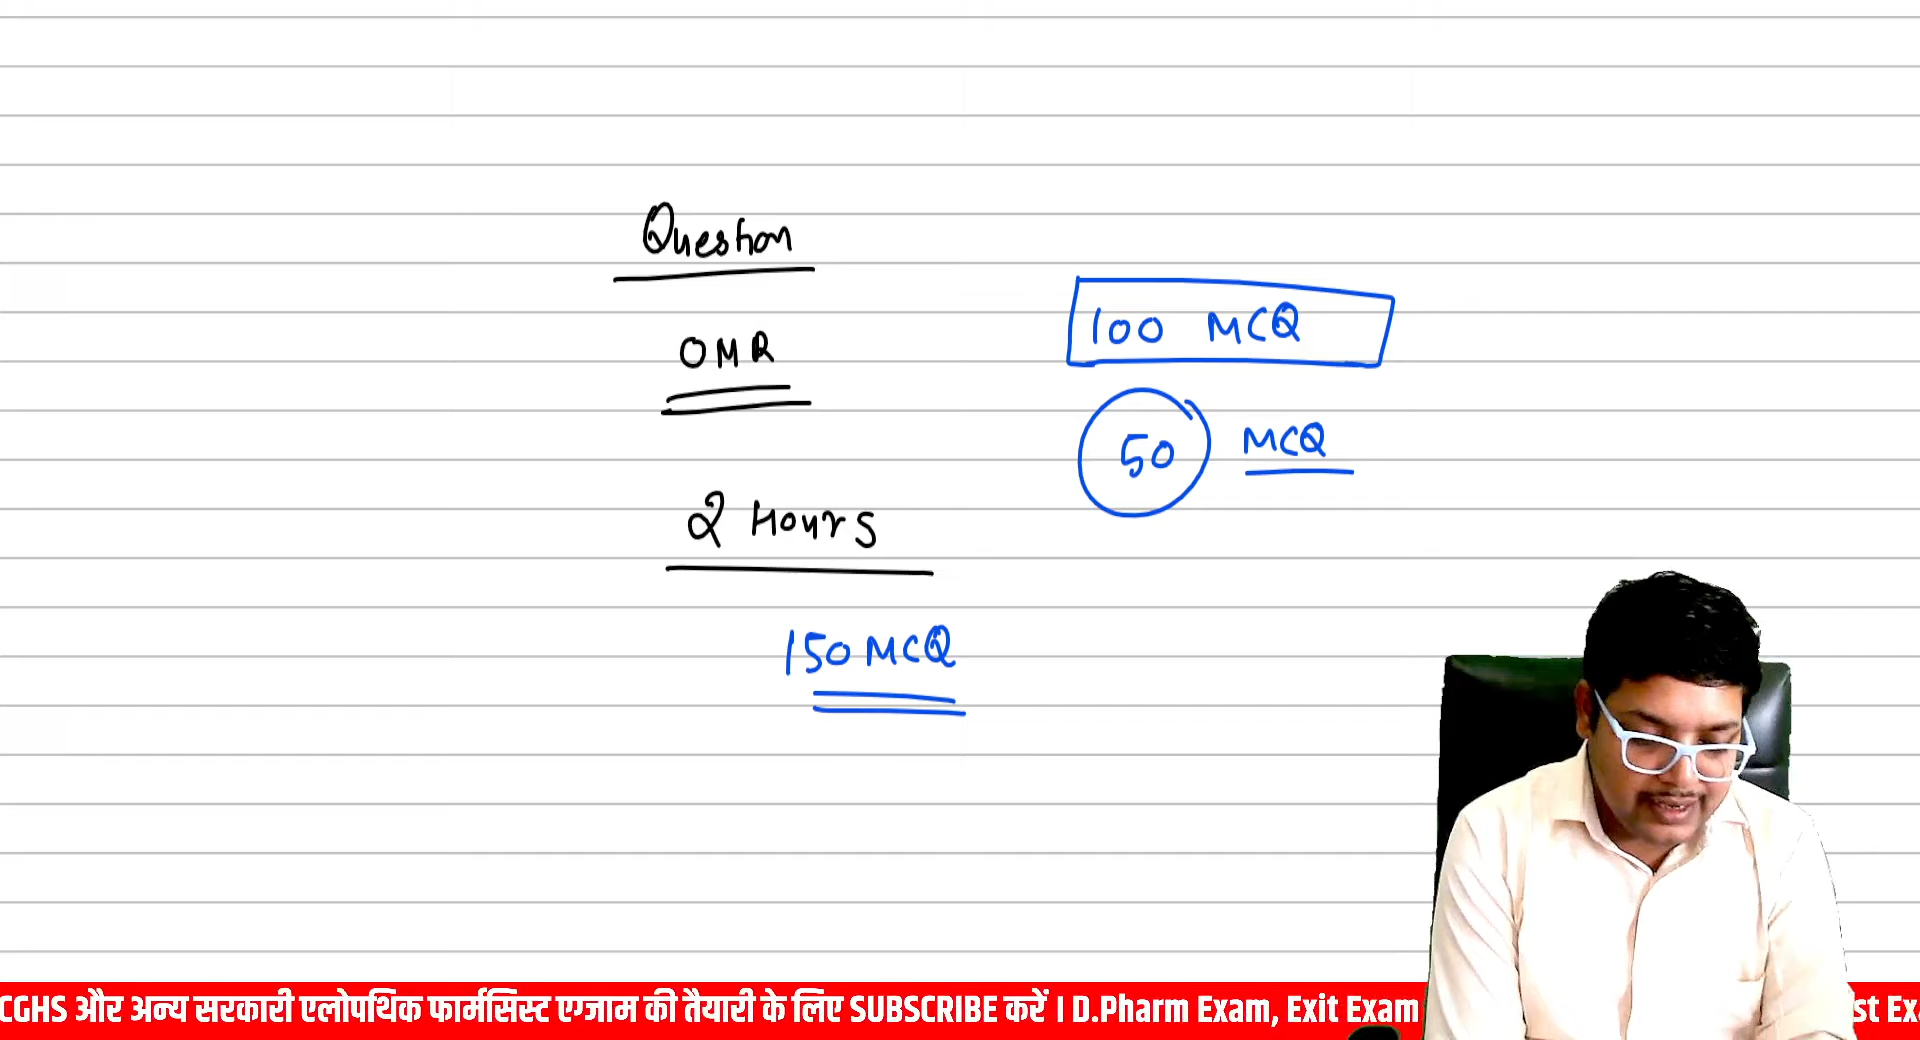 Question
OMR
2 Hours
150 MCQ
100 MCQ
50 MCQ
CGHS और अन्य सरकारी एलोपथिक फार्मासिस्ट एग्जाम की तैयारी के लिए SUBSCRIBE करें । D.Pharm Exam, Exit Exam